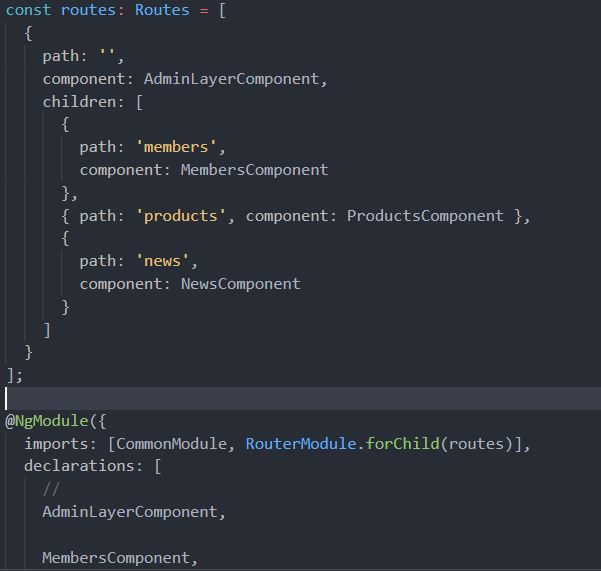 const routes: Routes = [
  {
    path: '',
    component: AdminLayerComponent,
    children: [
      {
        path: 'members',
        component: MembersComponent
      },
      { path: 'products', component: ProductsComponent },
      {
        path: 'news',
        component: NewsComponent
      }
    ]
  }
];
@NgModule({
  imports: [CommonModule, RouterModule.forChild(routes)],
  declarations: [
    //
    AdminLayerComponent,
    MembersComponent,